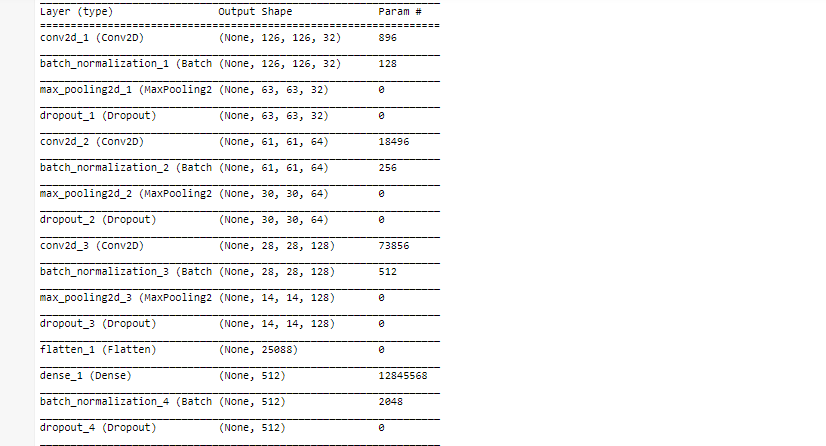 Layer (type) Output Shape Param #
=================================================================
conv2d_1 (Conv2D) (None, 126, 126, 32) 896
batch_normalization_1 (Batch (None, 126, 126, 32) 128
max_pooling2d_1 (MaxPooling2 (None, 63, 63, 32) 0
dropout_1 (Dropout) (None, 63, 63, 32) 0
conv2d_2 (Conv2D) (None, 61, 61, 64) 18496
batch_normalization_2 (Batch (None, 61, 61, 64) 256
max_pooling2d_2 (MaxPooling2 (None, 30, 30, 64) 0
dropout_2 (Dropout) (None, 30, 30, 64) 0
conv2d_3 (Conv2D) (None, 28, 28, 128) 73856
batch_normalization_3 (Batch (None, 28, 28, 128) 512
max_pooling2d_3 (MaxPooling2 (None, 14, 14, 128) 0
dropout_3 (Dropout) (None, 14, 14, 128) 0
flatten_1 (Flatten) (None, 25088) 0
dense_1 (Dense) (None, 512) 12845568
batch_normalization_4 (Batch (None, 512) 2048
dropout_4 (Dropout) (None, 512) 0